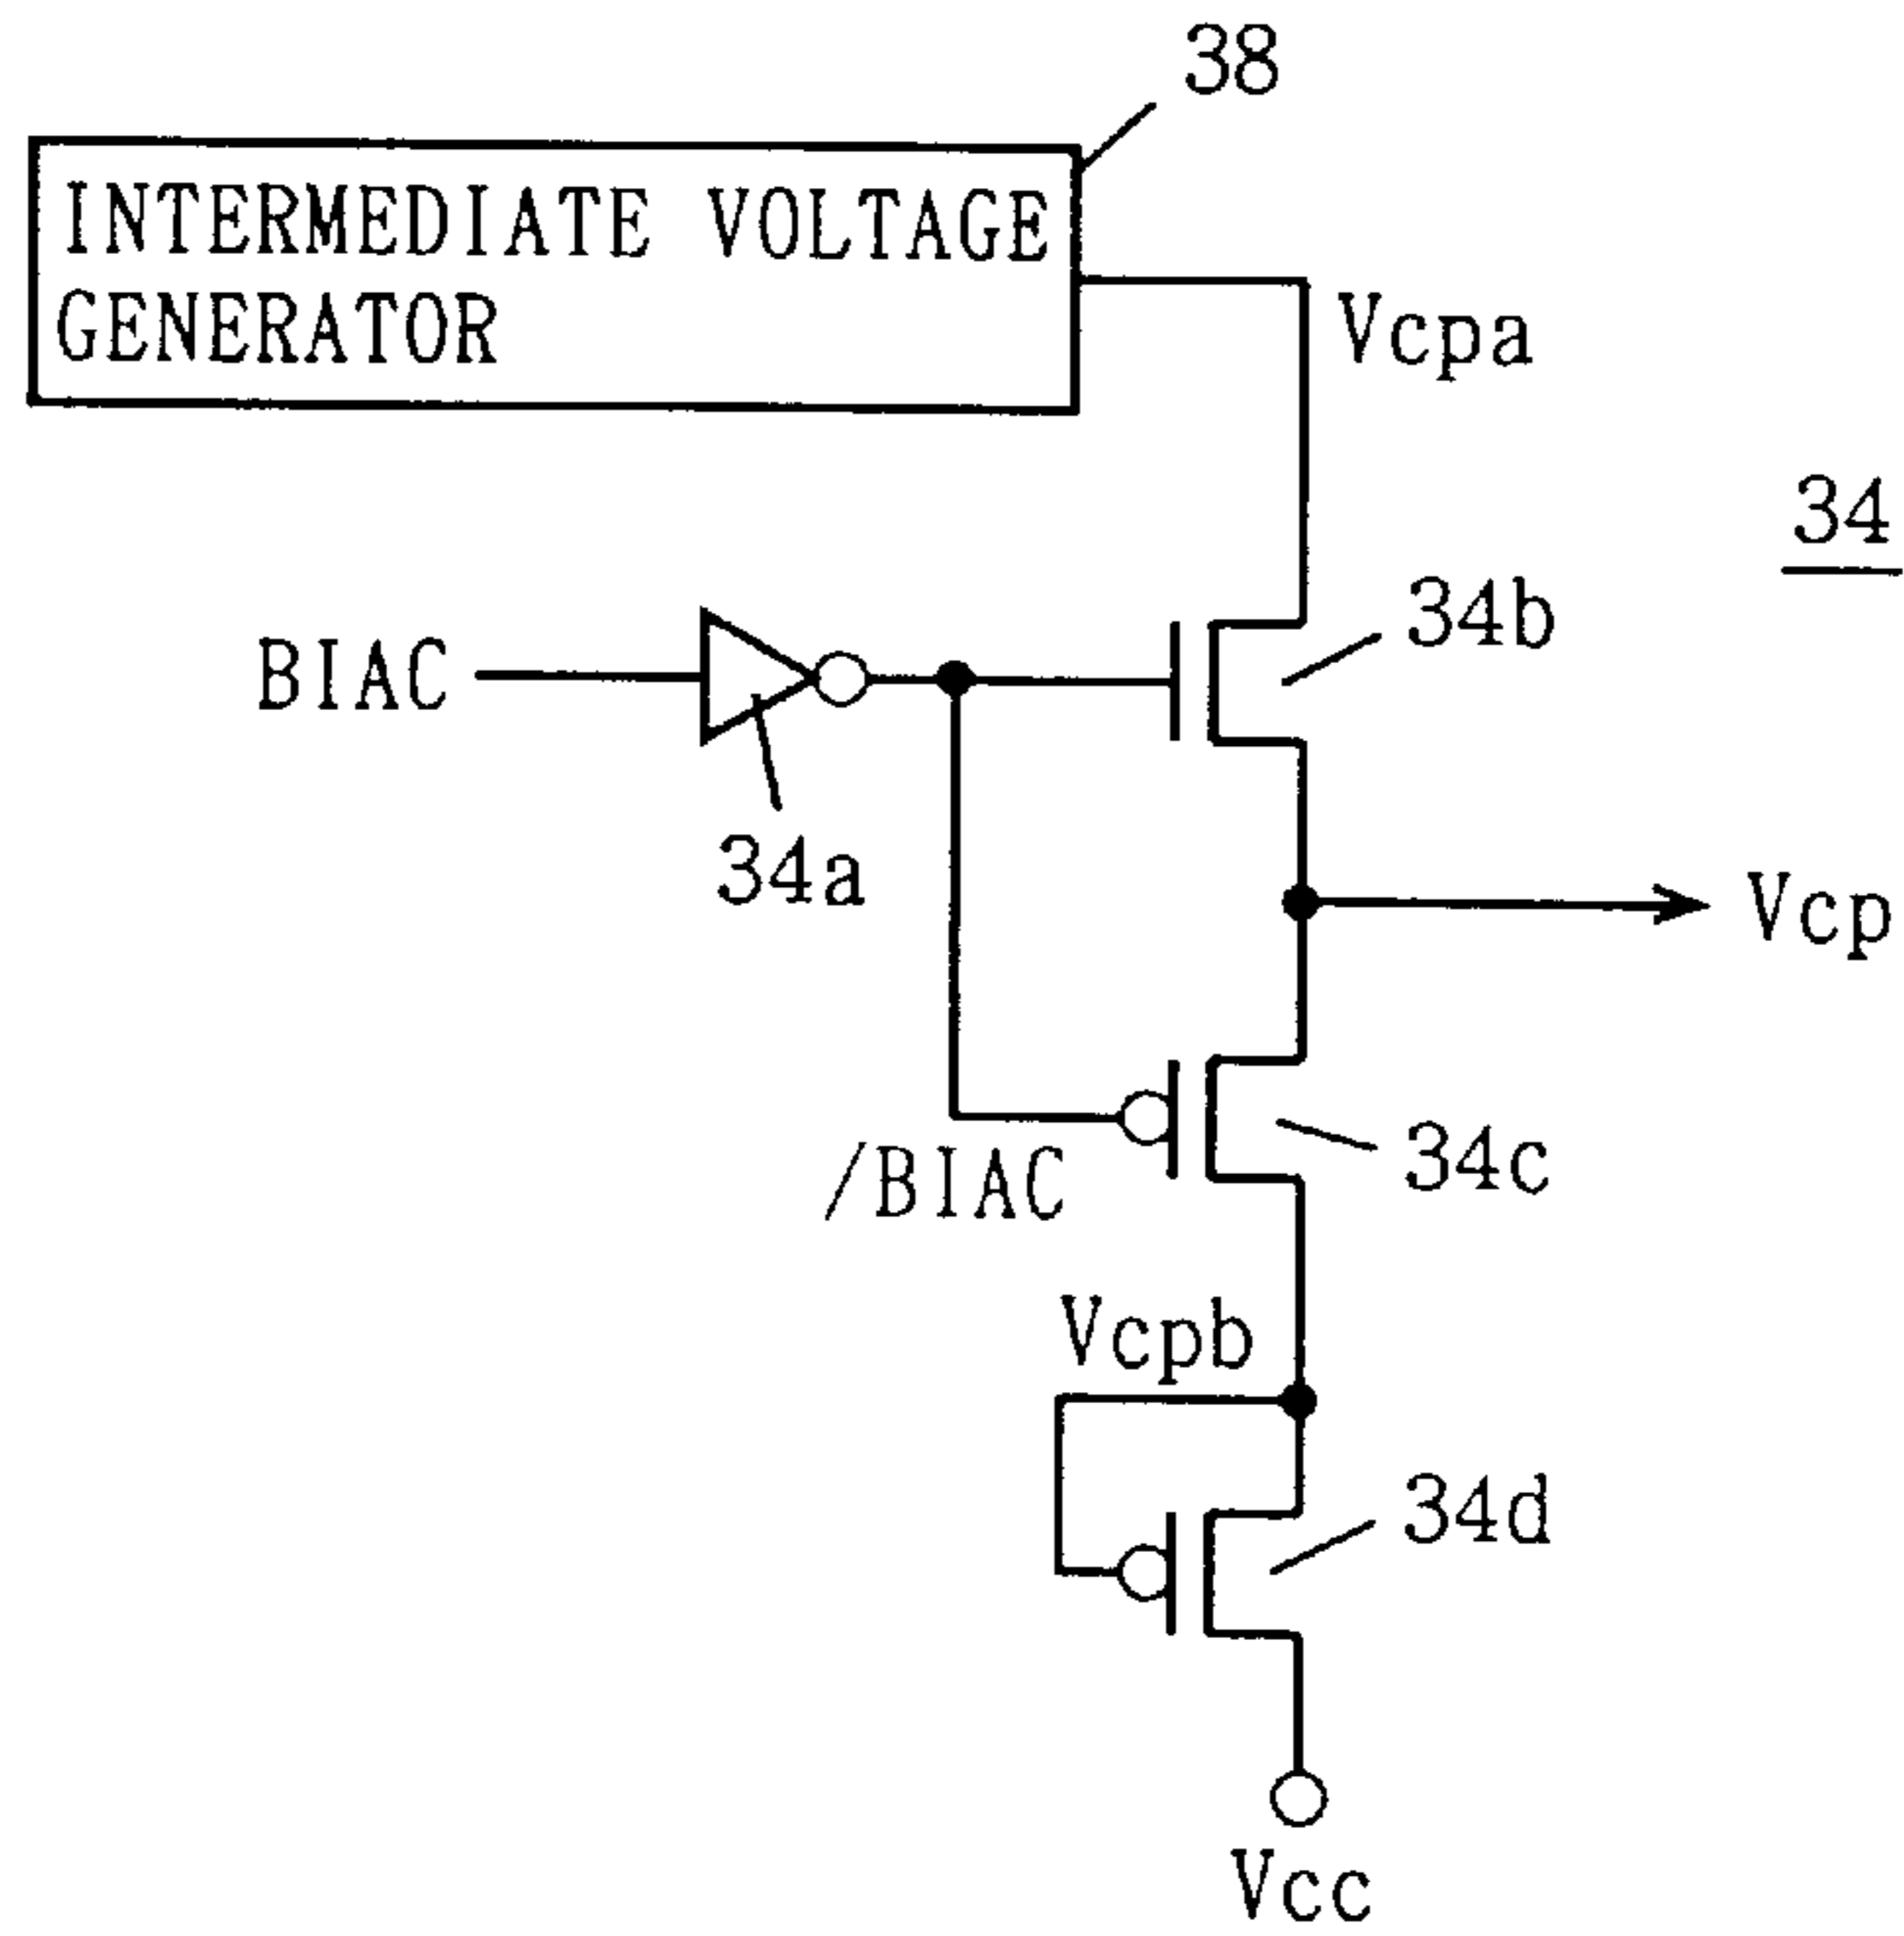 38
INTERMEDIATE VOLTAGE
GENERATOR
Vcpa
34
34b
BIAC
34a
Vcp
34c
/BIAC
Vcpb
34d
Vcc